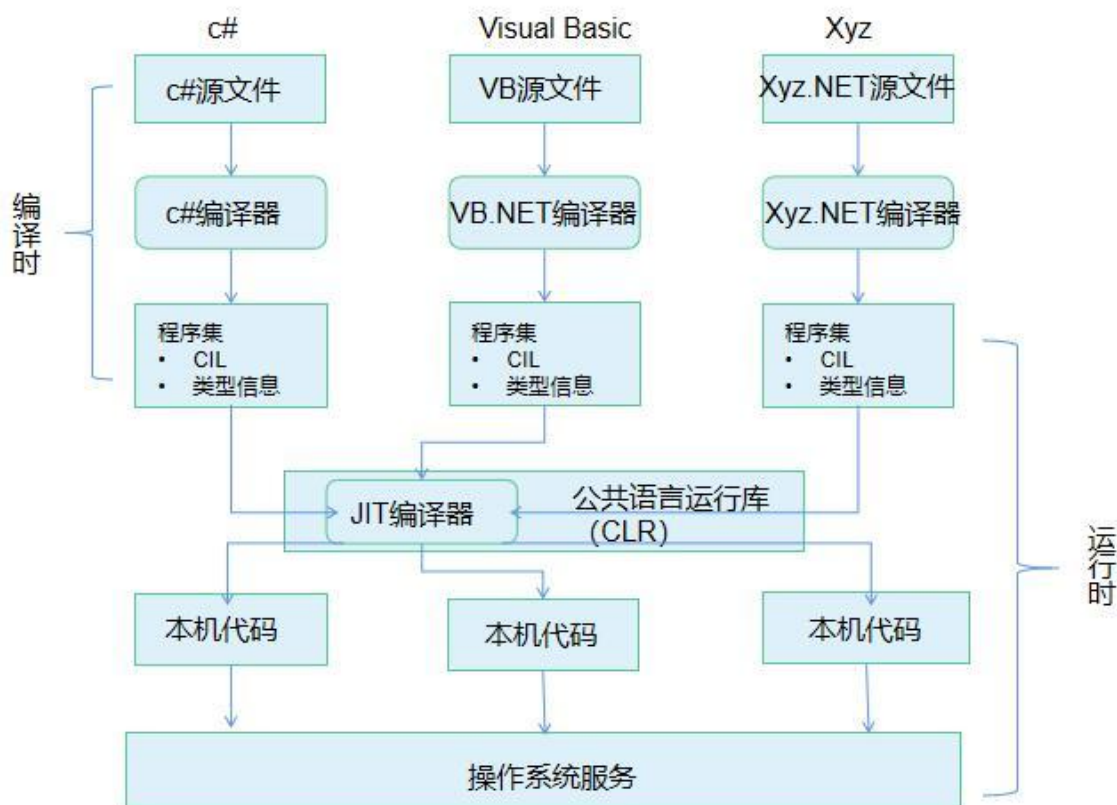 c#
Visual Basic
Xyz
c#源文件
VB源文件
Xyz.NET源文件
编译时
c#编译器
VB.NET编译器
Xyz.NET编译器
程序集
• CIL
• 类型信息
程序集
• CIL
• 类型信息
程序集
• CIL
• 类型信息
JIT编译器
公共语言运行库
（CLR）
运行时
本机代码
本机代码
本机代码
操作系统服务